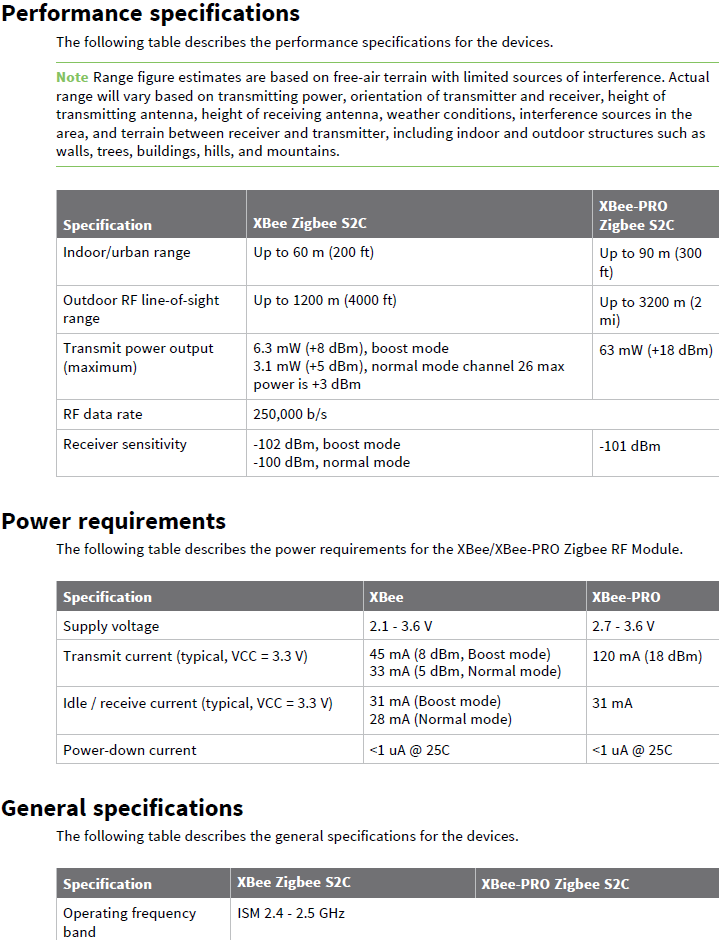 Performance specifications
The following table describes the performance specifications for the devices.
Note Range figure estimates are based on free-air terrain with limited sources of interference. Actual
range will vary based on transmitting power, orientation of transmitter and receiver, height of
transmitting antenna, height of receiving antenna, weather conditions, interference sources in the
area, and terrain between receiver and transmitter, including indoor and outdoor structures such as
walls, trees, buildings, hills, and mountains.
Specification
XBee Zigbee S2C
XBee-PRO
Zigbee S2C
Indoor/urban range
Up to 60 m (200 ft)
Up to 90 m (300
ft)
Outdoor RF line-of-sight
range
Up to 1200 m (4000 ft)
Up to 3200 m (2
mi)
Transmit power output
(maximum)
6.3 mW (+8 dBm), boost mode
3.1 mW (+5 dBm), normal mode channel 26 max
power is +3 dBm
63 mW (+18 dBm)
RF data rate
250,000 b/s
Receiver sensitivity
-102 dBm, boost mode
-100 dBm, normal mode
-101 dBm
Power requirements
The following table describes the power requirements for the XBee/XBee-PRO Zigbee RF Module.
Specification
XBee
XBee-PRO
Supply voltage
2.1 - 3.6 V
2.7 - 3.6 V
Transmit current (typical, VCC = 3.3 V)
45 mA (8 dBm, Boost mode)
33 mA (5 dBm, Normal mode)
120 mA (18 dBm)
Idle / receive current (typical, VCC = 3.3 V)
31 mA (Boost mode)
28 mA (Normal mode)
31 mA
Power-down current
<1 uA @ 25C
<1 uA @ 25C
General specifications
The following table describes the general specifications for the devices.
Specification
XBee Zigbee S2C
XBee-PRO Zigbee S2C
Operating frequency
band
ISM 2.4 - 2.5 GHz